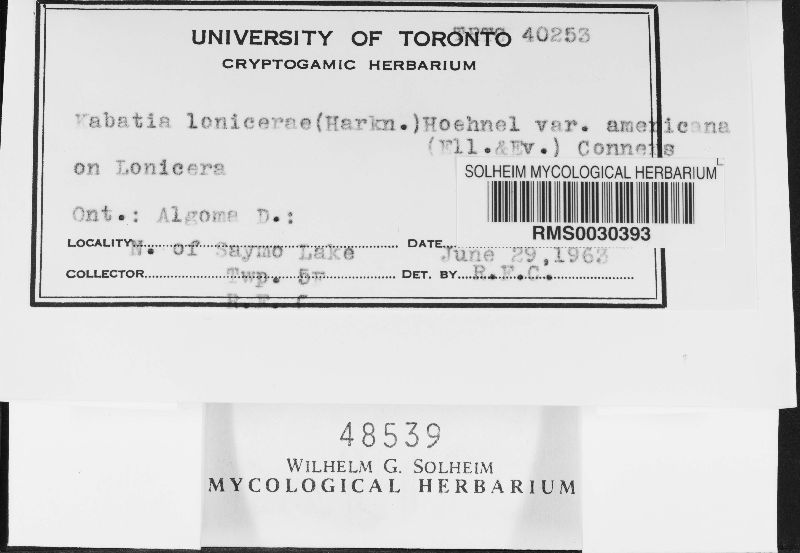 UNIVERSITY OF TORONTO 40253
CRYPTOGAMIC HERBARIUM
Kabatia lonicerae(Harkn.)Hoehnel var. americana
(Ell.&Ev.) Conners
on Lonicera
SOLHEIM MYCOLOGICAL HERBARIUM
RMS0030393
Ont.: Algoma D.:
LOCALITY N. of Saymo Lake DATE June 29,1963
COLLECTOR Twp. 5 DET. BY R.F.C.
48539
WILHELM G. SOLHEIM
MYCOLOGICAL HERBARIUM